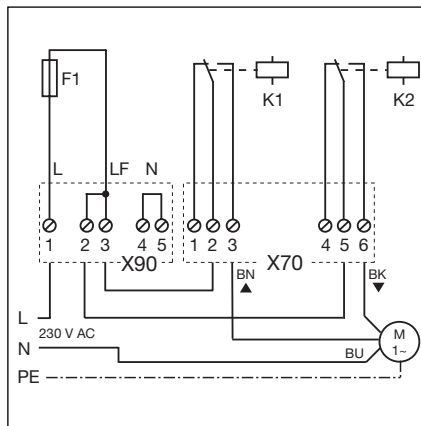 F1
K1
K2
L
LF
N
1
2
3
4
5
1
2
3
4
5
6
X90
X70
BN
▲
BK
▼
L
230 V AC
N
BU
PE
M
1~